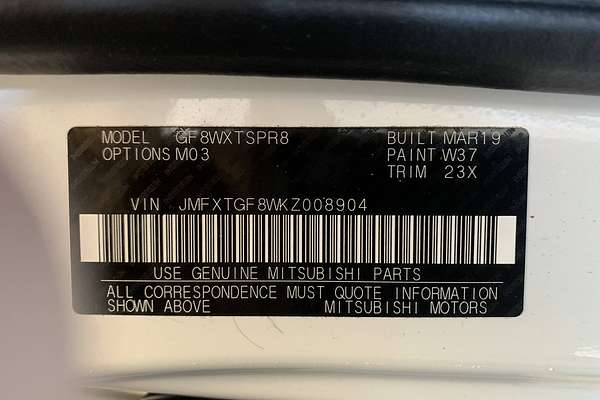 MODEL GF8WXTSPR8 BUILT MAR19
OPTIONS M03 PAINT W37
TRIM 23X
VIN JMFXTGF8WKZ008904
USE GENUINE MITSUBISHI PARTS
ALL CORRESPONDENCE MUST QUOTE INFORMATION
SHOWN ABOVE MITSUBISHI MOTORS